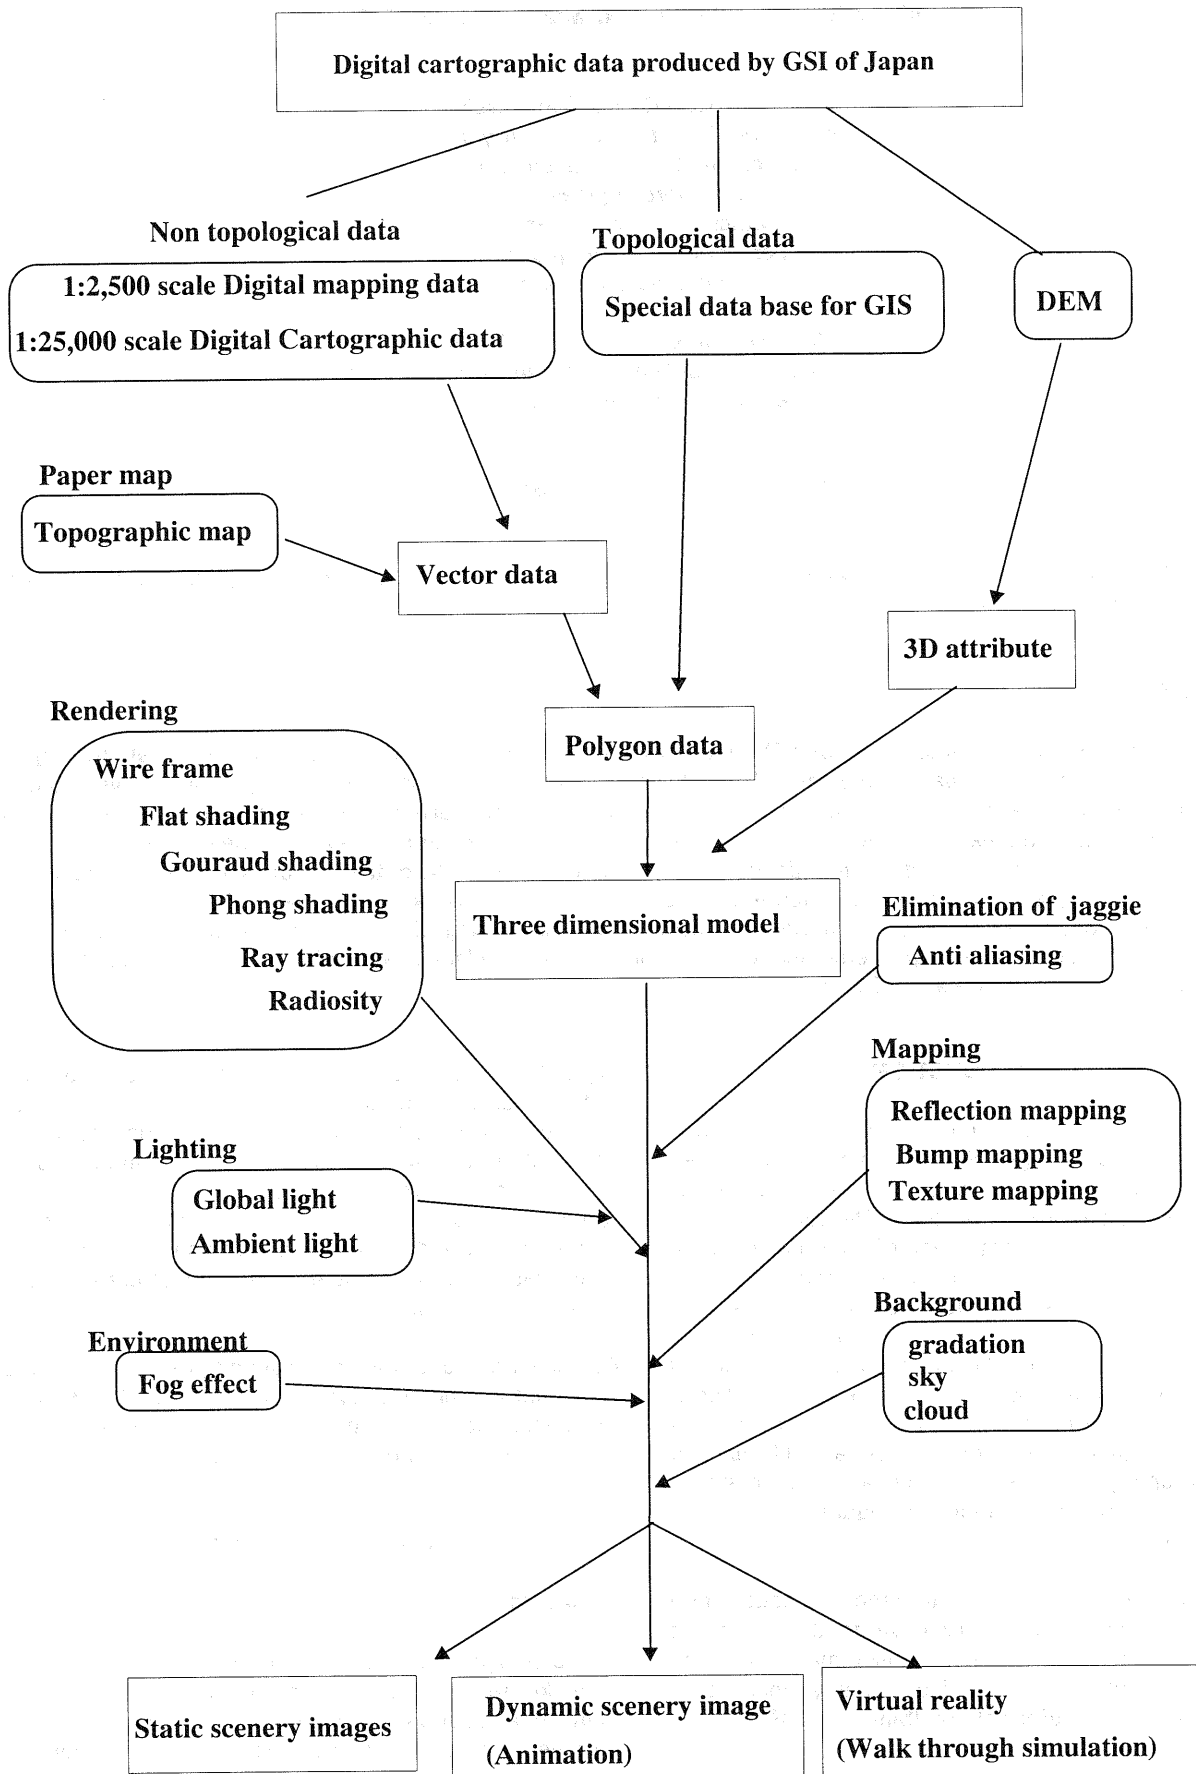 Digital cartographic data produced by GSI of Japan
Non topological data
1:2,500 scale Digital mapping data
1:25,000 scale Digital Cartographic data
Topological data
Special data base for GIS
DEM
Paper map
Topographic map
Vector data
3D attribute
Polygon data
Rendering
Wire frame
Flat shading
Gouraud shading
Phong shading
Ray tracing
Radiosity
Three dimensional model
Elimination of jaggie
Anti aliasing
Mapping
Reflection mapping
Bump mapping
Texture mapping
Lighting
Global light
Ambient light
Background
gradation
sky
cloud
Environment
Fog effect
Static scenery images
Dynamic scenery image
(Animation)
Virtual reality
(Walk through simulation)